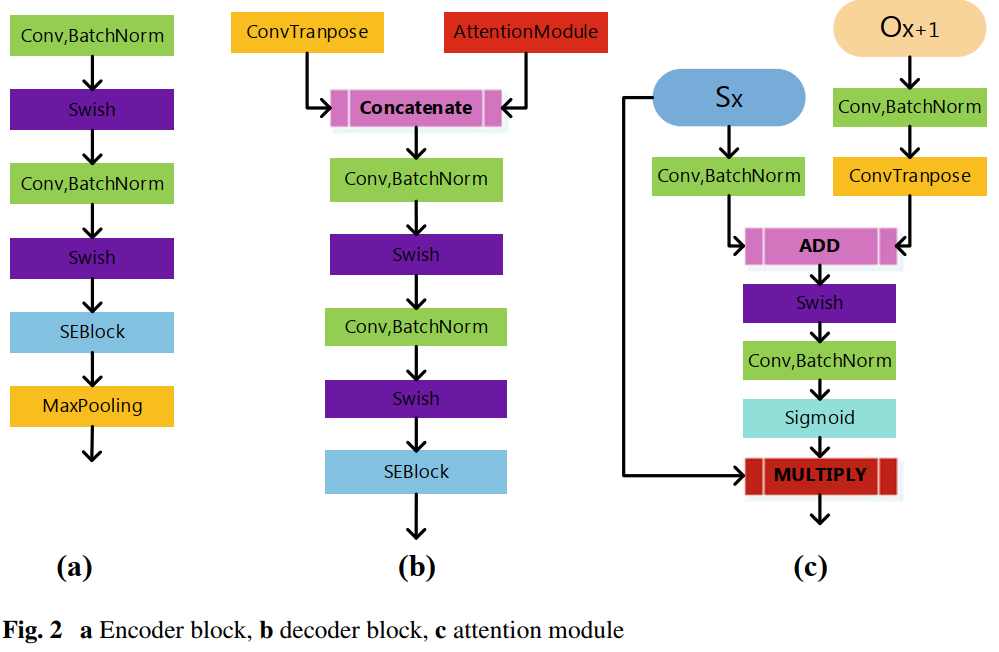 Conv,BatchNorm
Swish
Conv,BatchNorm
Swish
SEBlock
MaxPooling
(a)
ConvTranpose
AttentionModule
Concatenate
Conv,BatchNorm
Swish
Conv,BatchNorm
Swish
SEBlock
(b)
Ox+1
Sx
Conv,BatchNorm
Conv,BatchNorm
ConvTranpose
ADD
Swish
Conv,BatchNorm
Sigmoid
MULTIPLY
(c)
Fig. 2 a Encoder block, b decoder block, c attention module